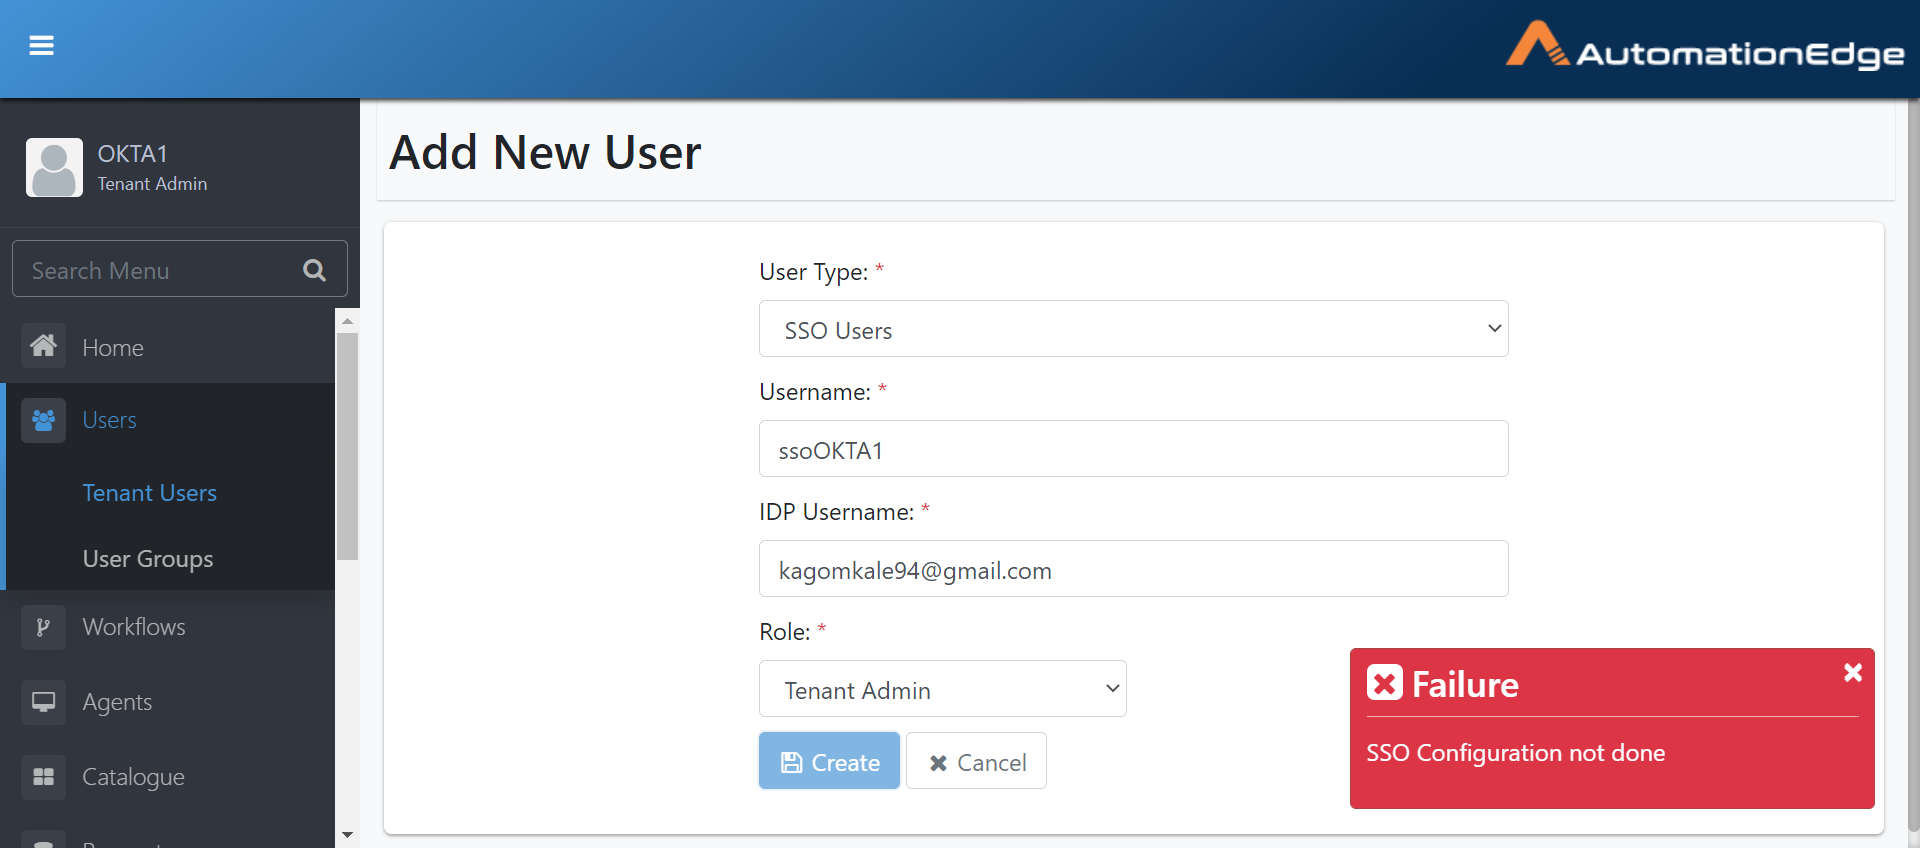 AutomationEdge
OKTA1
Tenant Admin
Search Menu
Home
Users
Tenant Users
User Groups
Workflows
Agents
Catalogue
Add New User
User Type: *
SSO Users
Username: *
ssoOKTA1
IDP Username: *
kagomkale94@gmail.com
Role: *
Tenant Admin
Create
Cancel
Failure
SSO Configuration not done